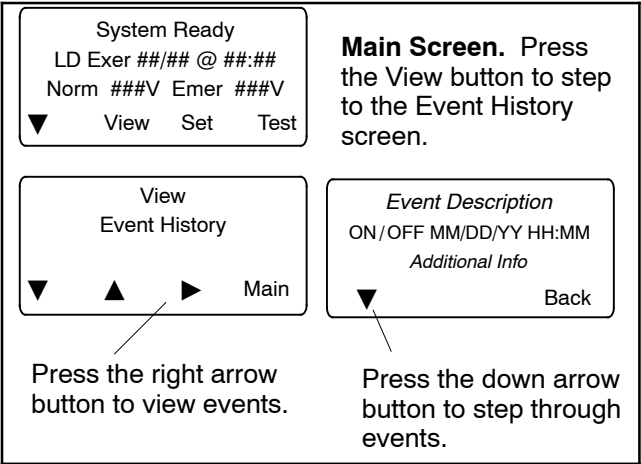 System Ready
LD Exer ##/## @ ##:##
Norm ###V Emer ###V
▼ View Set Test
Main Screen. Press
the View button to step
to the Event History
screen.
View
Event History
▼ ▲ ▶ Main
Press the right arrow
button to view events.
Event Description
ON/OFF MM/DD/YY HH:MM
Additional Info
▼ Back
Press the down arrow
button to step through
events.